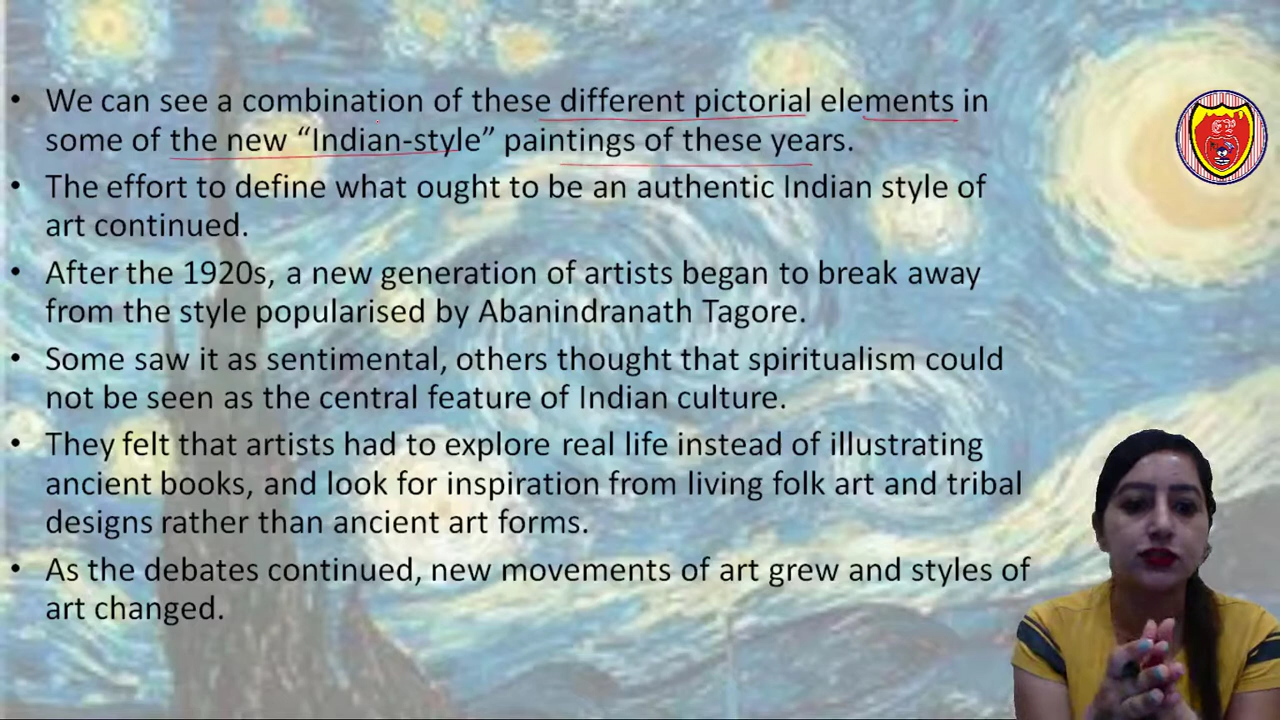 • We can see a combination of these different pictorial elements in
some of the new “Indian-style” paintings of these years.
• The effort to define what ought to be an authentic Indian style of
art continued.
• After the 1920s, a new generation of artists began to break away
from the style popularised by Abanindranath Tagore.
• Some saw it as sentimental, others thought that spiritualism could
not be seen as the central feature of Indian culture.
• They felt that artists had to explore real life instead of illustrating
ancient books, and look for inspiration from living folk art and tribal
designs rather than ancient art forms.
• As the debates continued, new movements of art grew and styles of
art changed.